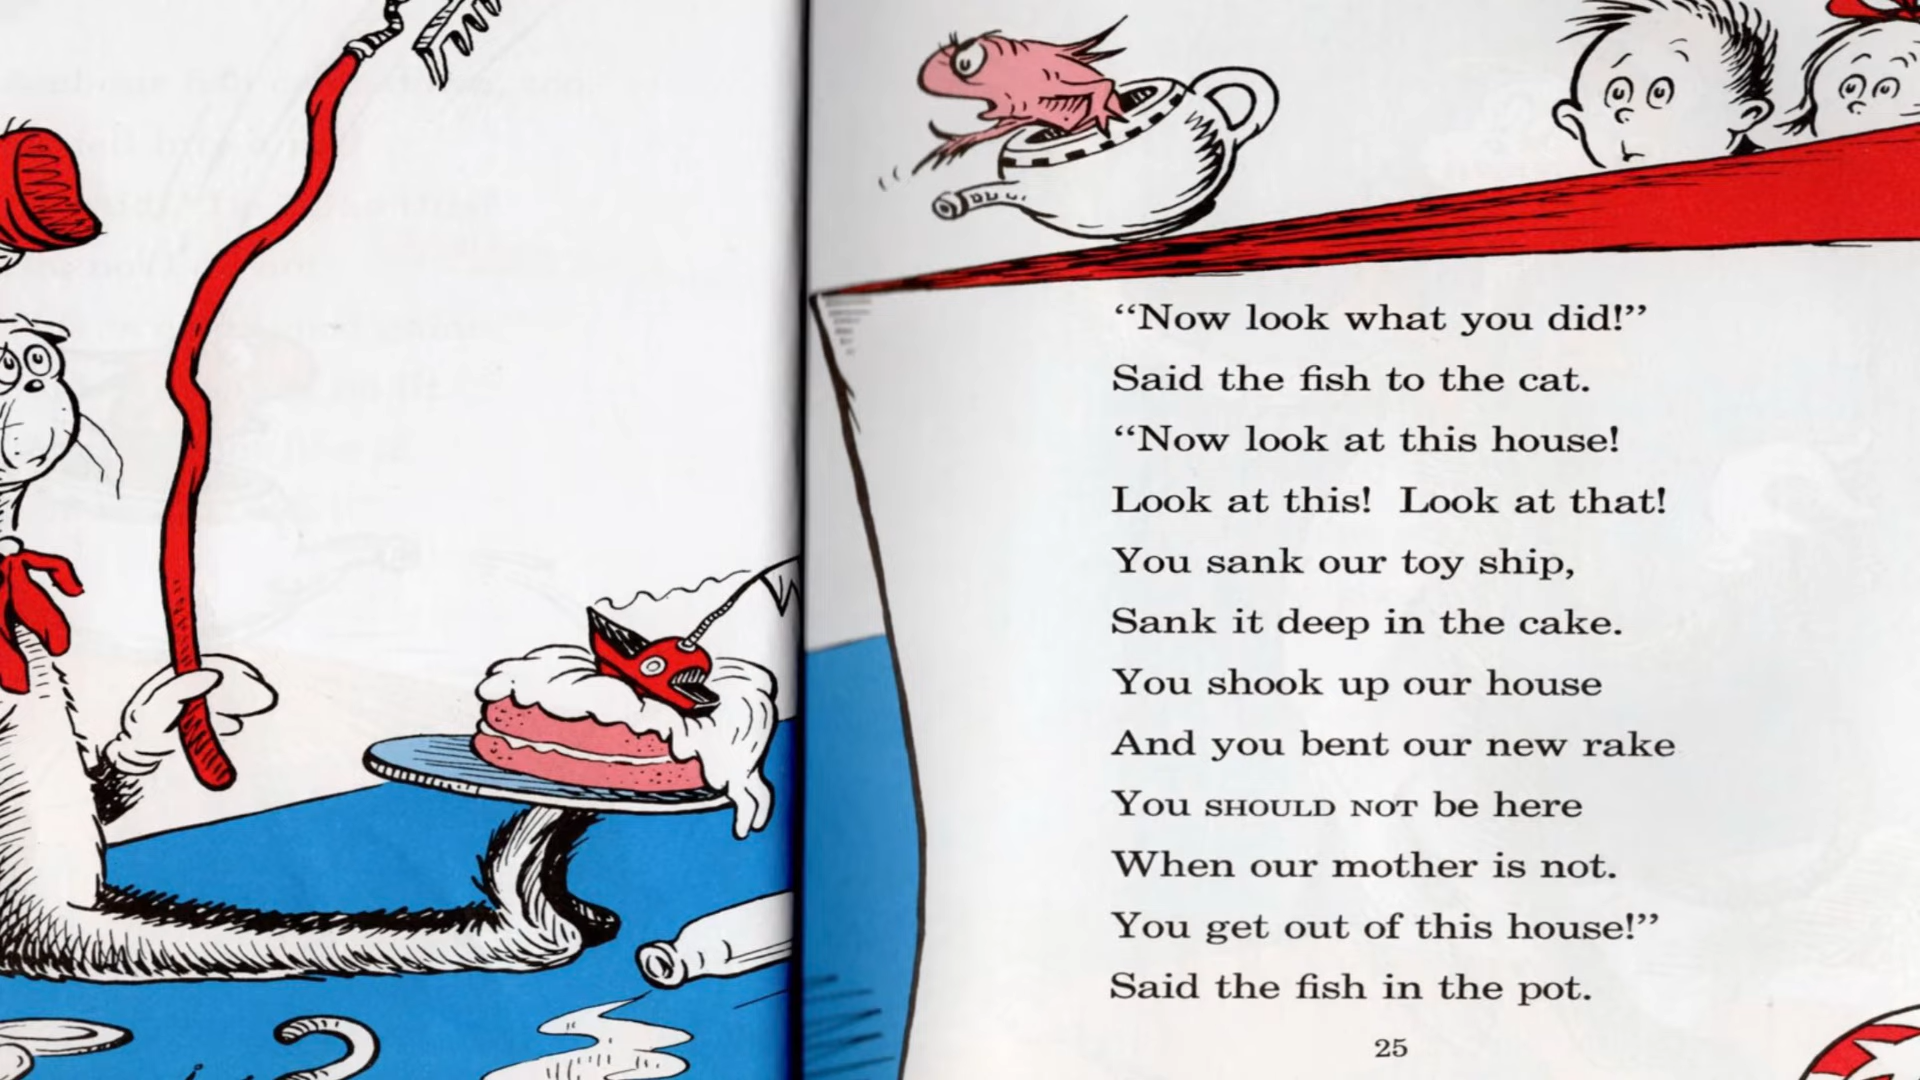 “Now look what you did!”
Said the fish to the cat.
“Now look at this house!
Look at this! Look at that!
You sank our toy ship,
Sank it deep in the cake.
You shook up our house
And you bent our new rake
You SHOULD NOT be here
When our mother is not.
You get out of this house!”
Said the fish in the pot.
25